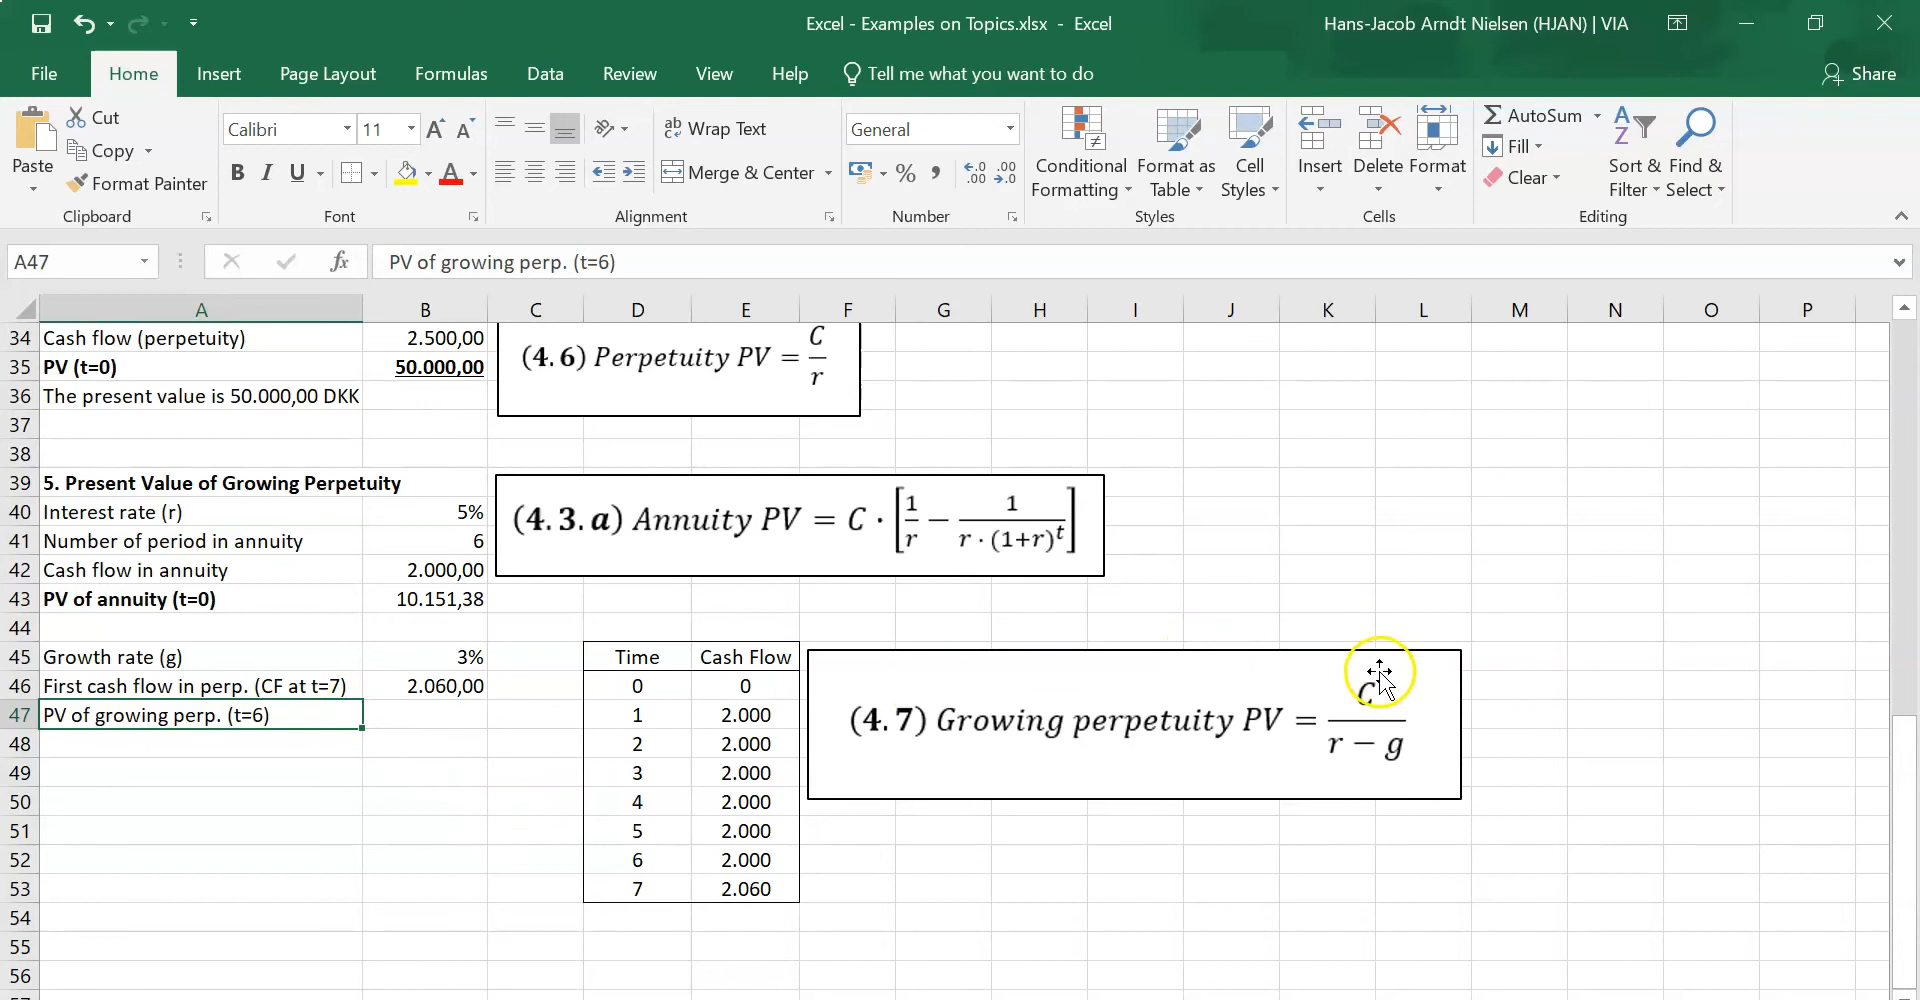 Excel - Examples on Topics.xlsx - Excel
Hans-Jacob Arndt Nielsen (HJAN) | VIA
File Home Insert Page Layout Formulas Data Review View Help Tell me what you want to do Share
Paste
Cut
Copy
Format Painter
Clipboard
Calibri 11
B I U A
Font
ab Wrap Text
Merge & Center
Alignment
General
% , ,0 ,00 ,00 ,0
Number
Conditional Formatting
Format as Table
Cell Styles
Styles
Insert Delete Format
Cells
AutoSum
Fill
Clear
Sort & Filter
Find & Select
Editing
A47 fx PV of growing perp. (t=6)
A B C D E F G H I J K L M N O P
34 Cash flow (perpetuity) 2.500,00
35 PV (t=0) 50.000,00
36 The present value is 50.000,00 DKK
(4.6) Perpetuity PV = C/r
37
38
39 5. Present Value of Growing Perpetuity
40 Interest rate (r) 5%
41 Number of period in annuity 6
42 Cash flow in annuity 2.000,00
43 PV of annuity (t=0) 10.151,38
(4.3.a) Annuity PV = C · [1/r − 1/(r · (1+r)^t)]
44
45 Growth rate (g) 3% Time Cash Flow
46 First cash flow in perp. (CF at t=7) 2.060,00 0 0
47 PV of growing perp. (t=6) 1 2.000
48 2 2.000
49 3 2.000
50 4 2.000
51 5 2.000
52 6 2.000
53 7 2.060
(4.7) Growing perpetuity PV = C/(r − g)
54
55
56